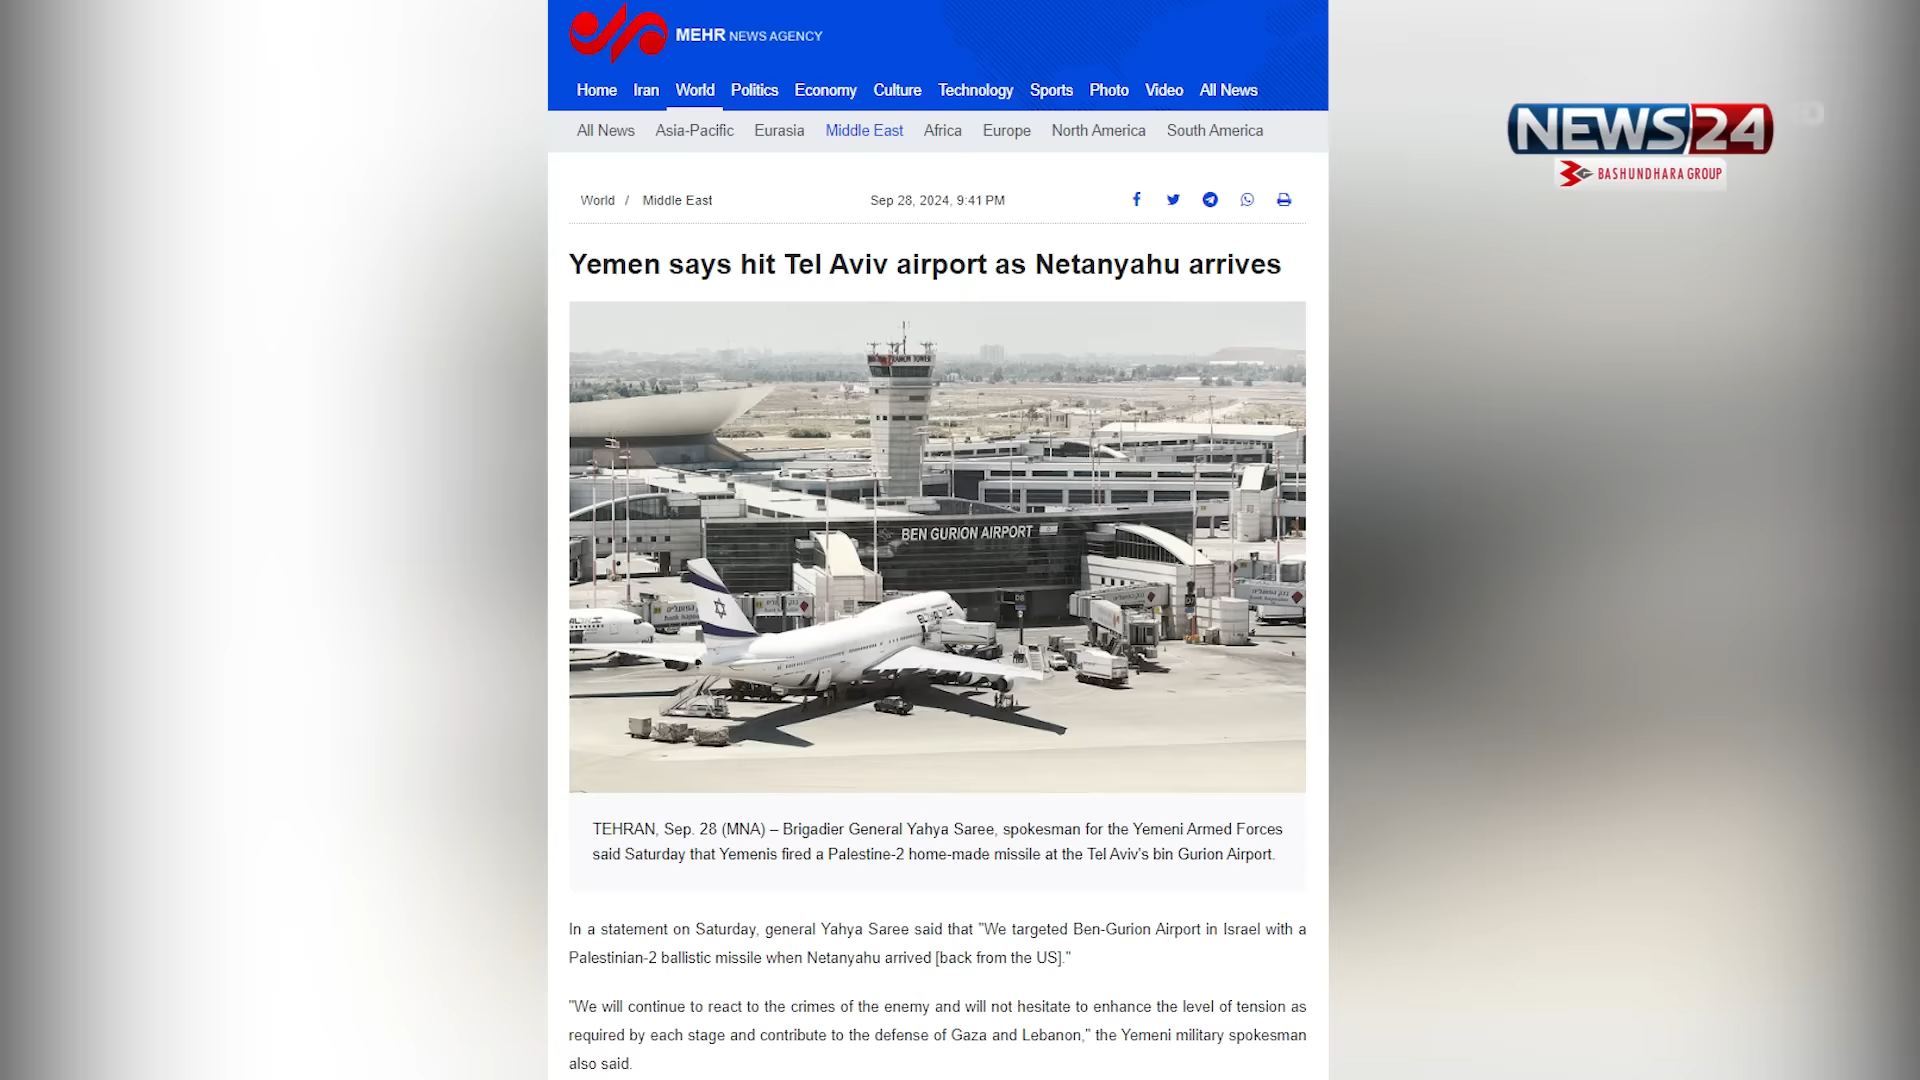 MEHR NEWS AGENCY
Home Iran World Politics Economy Culture Technology Sports Photo Video All News
All News Asia-Pacific Eurasia Middle East Africa Europe North America South America
NEWS24
BASHUNDHARA GROUP
World / Middle East Sep 28, 2024, 9:41 PM
Yemen says hit Tel Aviv airport as Netanyahu arrives
BEN GURION AIRPORT
TEHRAN, Sep. 28 (MNA) – Brigadier General Yahya Saree, spokesman for the Yemeni Armed Forces
said Saturday that Yemenis fired a Palestine-2 home-made missile at the Tel Aviv's bin Gurion Airport.
In a statement on Saturday, general Yahya Saree said that "We targeted Ben-Gurion Airport in Israel with a
Palestinian-2 ballistic missile when Netanyahu arrived [back from the US]."
"We will continue to react to the crimes of the enemy and will not hesitate to enhance the level of tension as
required by each stage and contribute to the defense of Gaza and Lebanon," the Yemeni military spokesman
also said.